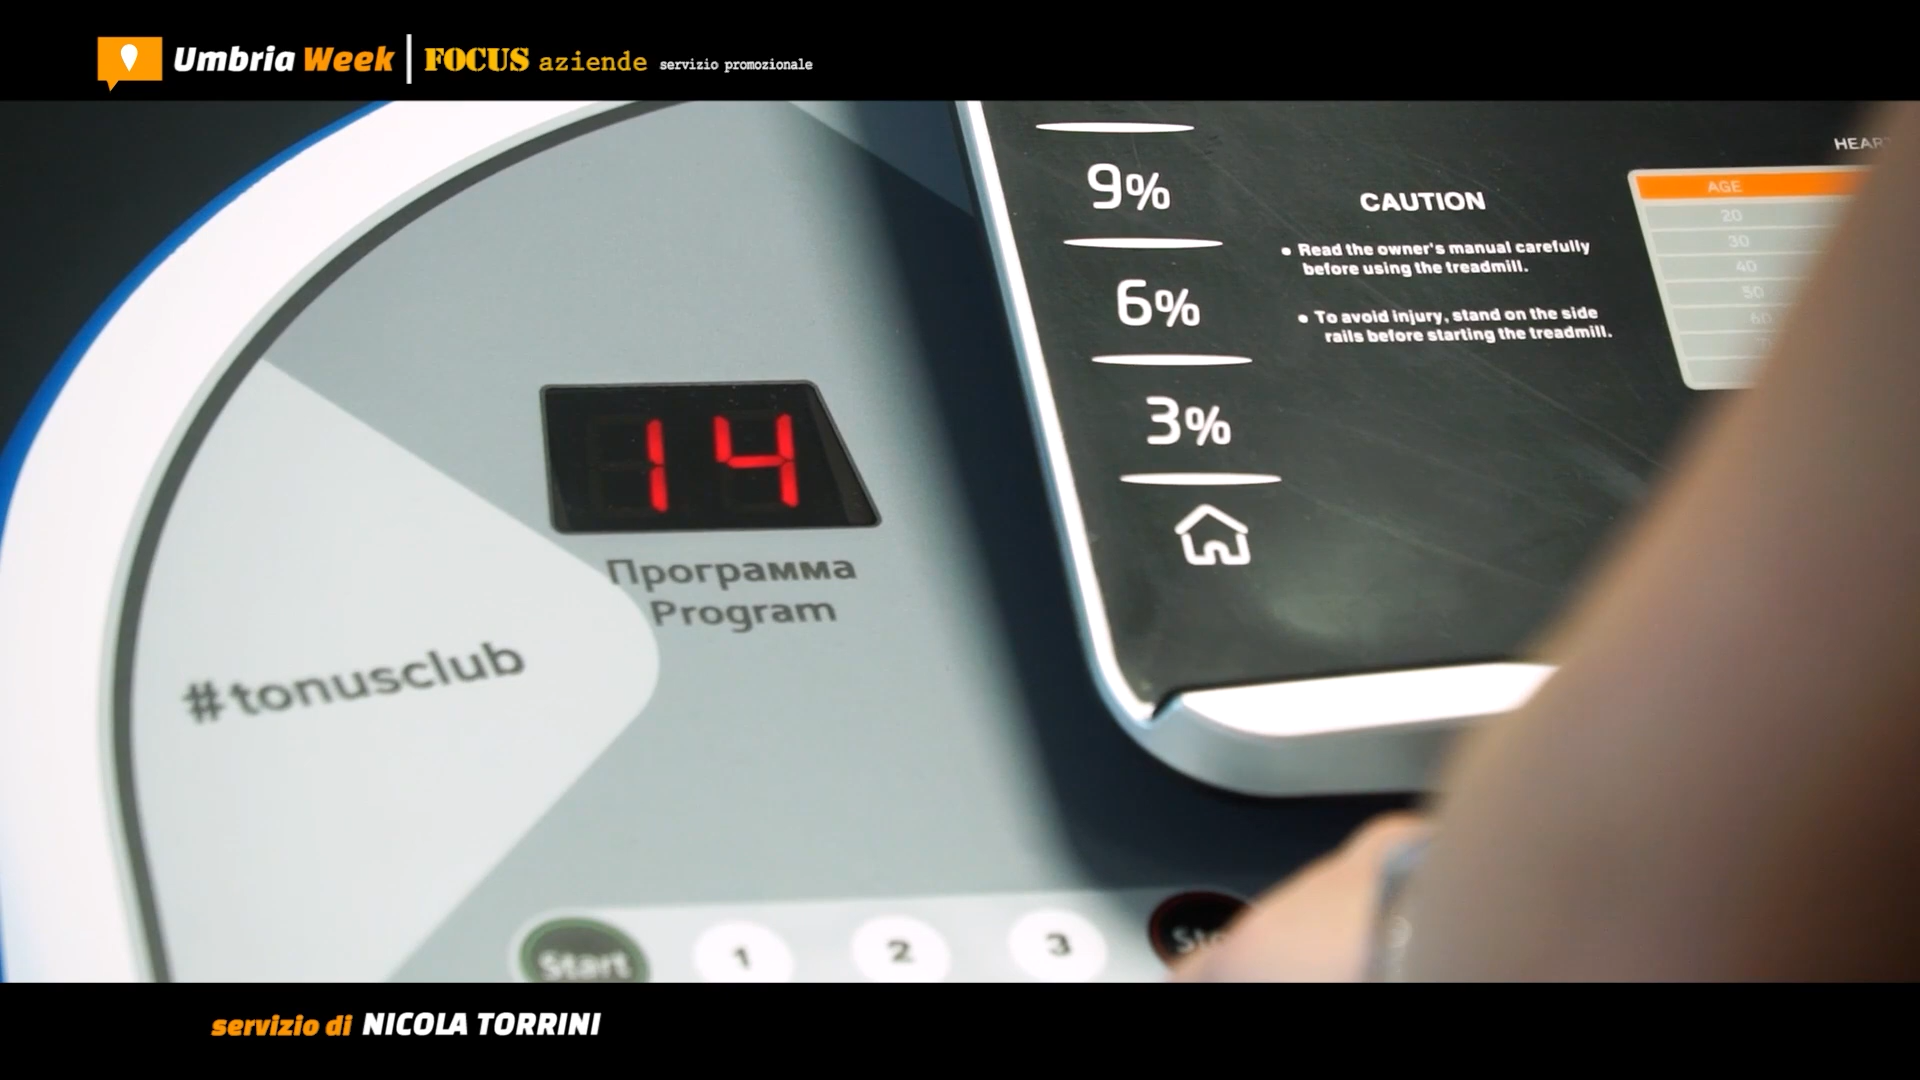 Umbria Week | FOCUS aziende servizio promozionale
HEAR
9%
6%
3%
CAUTION
• Read the owner's manual carefully
before using the treadmill.
• To avoid injury, stand on the side
rails before starting the treadmill.
AGE
20
30
40
50
60
14
Программа
Program
#tonusclub
Start 1 2 3
servizio di NICOLA TORRINI